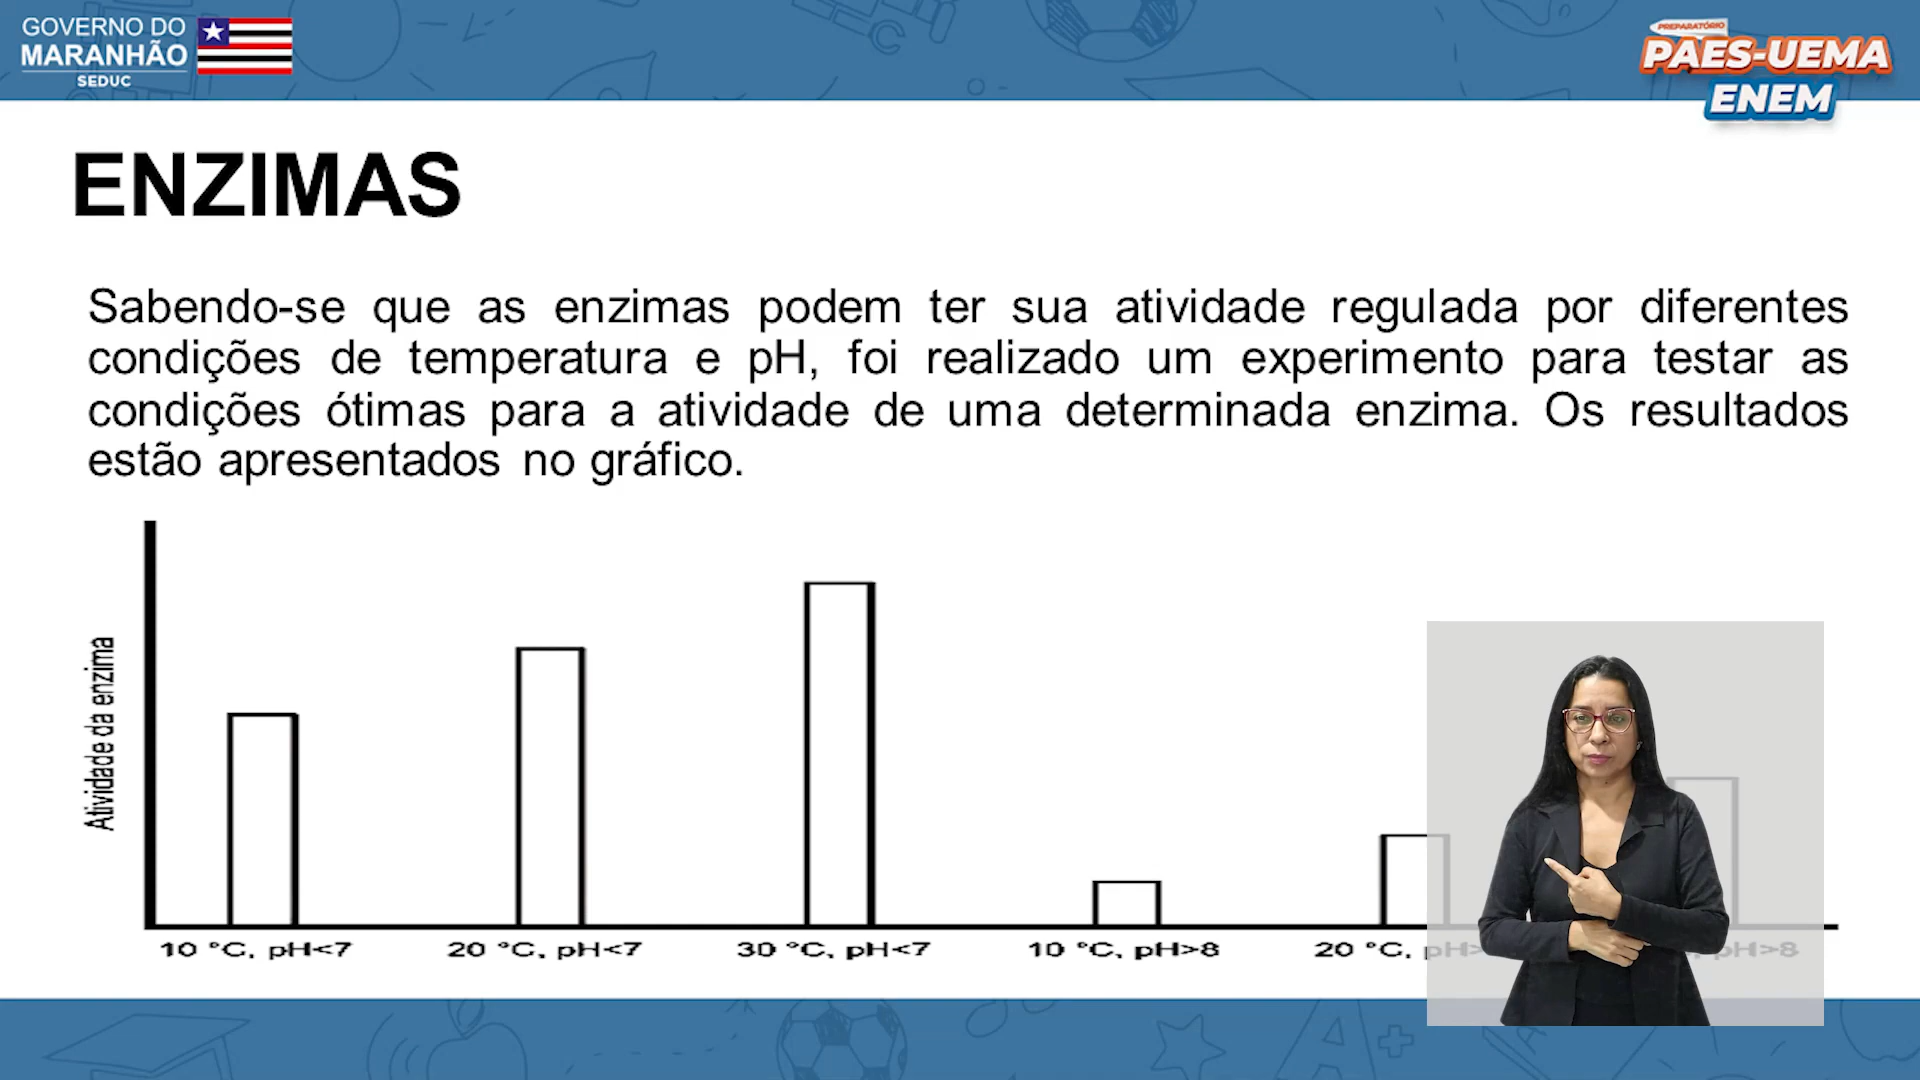 GOVERNO DO
MARANHÃO
SEDUC
PREPARATÓRIO
PAES-UEMA
ENEM
ENZIMAS
Sabendo-se que as enzimas podem ter sua atividade regulada por diferentes
condições de temperatura e pH, foi realizado um experimento para testar as
condições ótimas para a atividade de uma determinada enzima. Os resultados
estão apresentados no gráfico.
Atividade da enzima
10 °C, pH<7
20 °C, pH<7
30 °C, pH<7
10 °C, pH>8
20 °C, pH>
pH>8